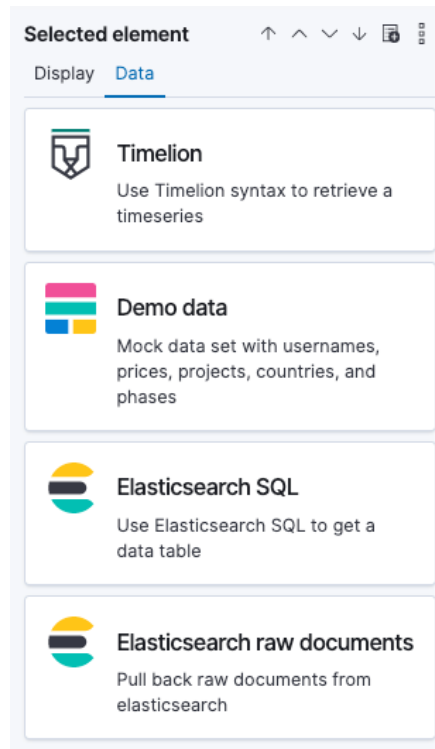 Selected element
Display Data
Timelion
Use Timelion syntax to retrieve a
timeseries
Demo data
Mock data set with usernames,
prices, projects, countries, and
phases
Elasticsearch SQL
Use Elasticsearch SQL to get a
data table
Elasticsearch raw documents
Pull back raw documents from
elasticsearch